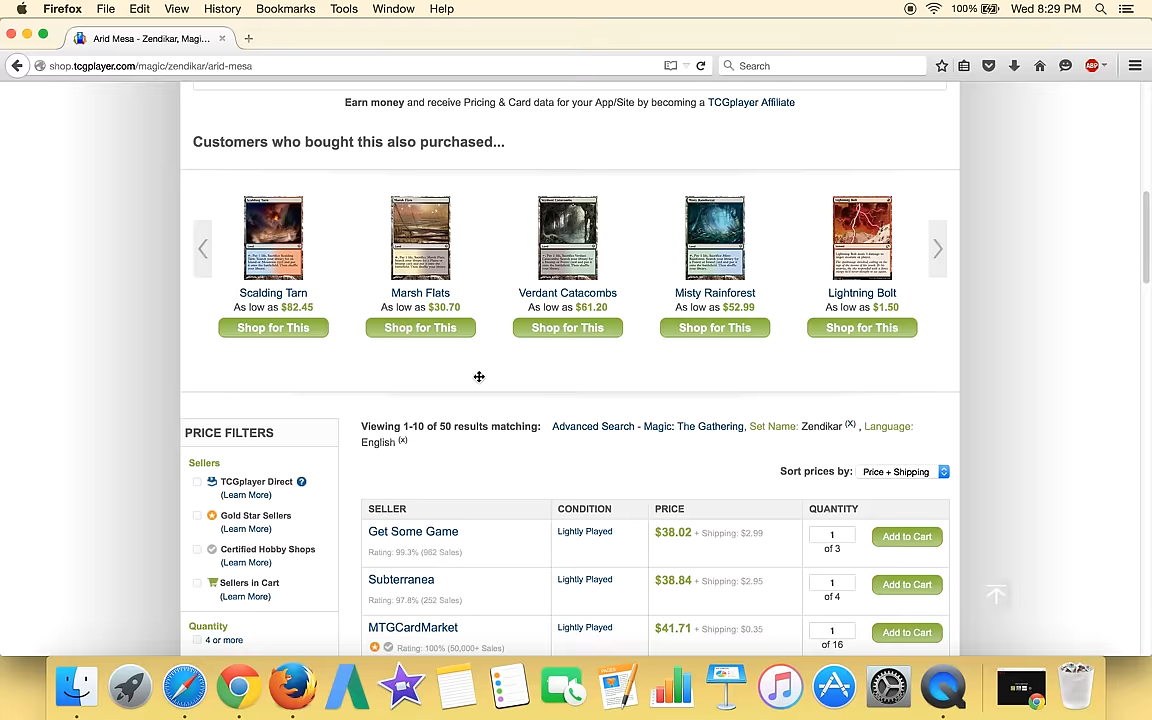 Firefox File Edit View History Bookmarks Tools Window Help 100% Wed 8:29 PM
Arid Mesa - Zendikar, Magi...
shop.tcgplayer.com/magic/zendikar/arid-mesa Search ABP
Earn money and receive Pricing & Card data for your App/Site by becoming a TCGplayer Affiliate
Customers who bought this also purchased...
Scalding Tarn Marsh Flats Verdant Catacombs Misty Rainforest Lightning Bolt
As low as $82.45 As low as $30.70 As low as $61.20 As low as $52.99 As low as $1.50
Shop for This Shop for This Shop for This Shop for This Shop for This
PRICE FILTERS
Sellers
TCGplayer Direct ?
(Learn More)
Gold Star Sellers
(Learn More)
Certified Hobby Shops
(Learn More)
Sellers in Cart
(Learn More)
Quantity
4 or more
Viewing 1-10 of 50 results matching: Advanced Search - Magic: The Gathering, Set Name: Zendikar (X) , Language:
English (x)
Sort prices by: Price + Shipping
SELLER CONDITION PRICE QUANTITY
Get Some Game Lightly Played $38.02 + Shipping: $2.99 1 Add to Cart
Rating: 99.3% (962 Sales) of 3
Subterranea Lightly Played $38.84 + Shipping: $2.95 1 Add to Cart
Rating: 97.8% (252 Sales) of 4
MTGCardMarket Lightly Played $41.71 + Shipping: $0.35 1 Add to Cart
Rating: 100% (50,000+ Sales) of 16